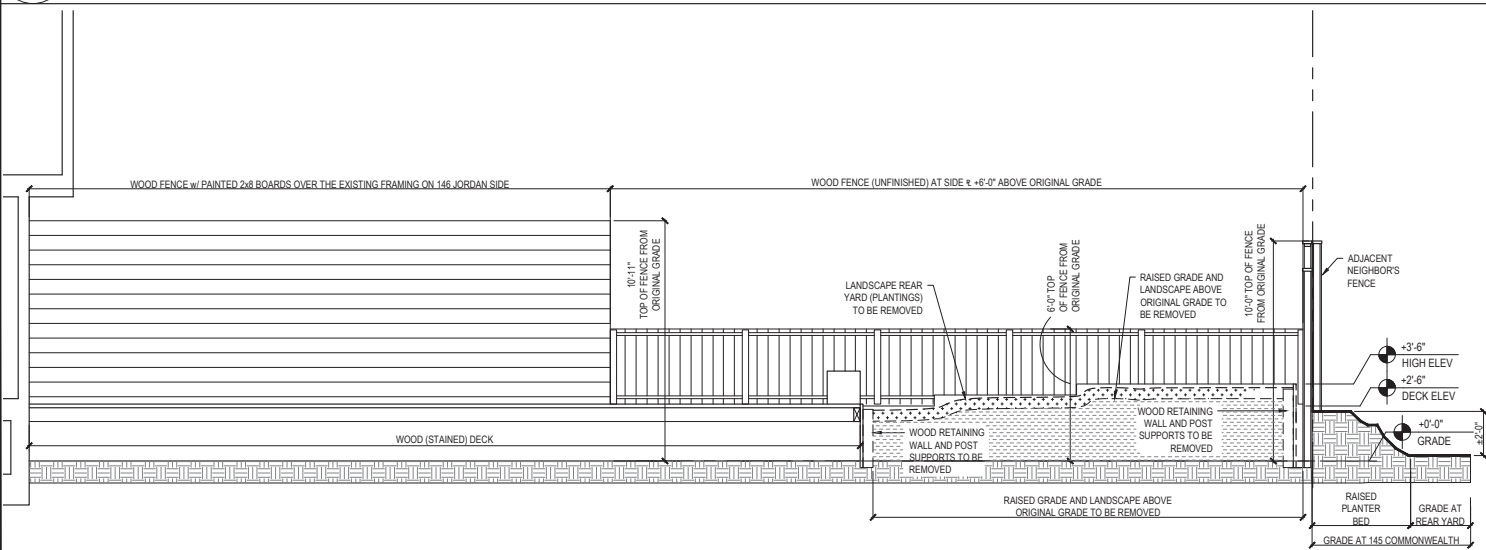 WOOD FENCE w/ PAINTED 2x8 BOARDS OVER THE EXISTING FRAMING ON 146 JORDAN SIDE
WOOD FENCE (UNFINISHED) AT SIDE ⅊ +6'-0" ABOVE ORIGINAL GRADE
10'-11"
TOP OF FENCE FROM
ORIGINAL GRADE
LANDSCAPE REAR
YARD (PLANTINGS)
TO BE REMOVED
6'-0" TOP
OF FENCE FROM
ORIGINAL GRADE
RAISED GRADE AND
LANDSCAPE ABOVE
ORIGINAL GRADE TO
BE REMOVED
10'-0" TOP OF FENCE
FROM ORIGINAL GRADE
ADJACENT
NEIGHBOR'S
FENCE
+3'-6"
HIGH ELEV
+2'-6"
DECK ELEV
+0'-0"
GRADE
±2'-0"
WOOD (STAINED) DECK
WOOD RETAINING
WALL AND POST
SUPPORTS TO BE
REMOVED
WOOD RETAINING
WALL AND POST
SUPPORTS TO BE
REMOVED
RAISED GRADE AND LANDSCAPE ABOVE
ORIGINAL GRADE TO BE REMOVED
RAISED
PLANTER
BED
GRADE AT
REAR YARD
GRADE AT 145 COMMONWEALTH